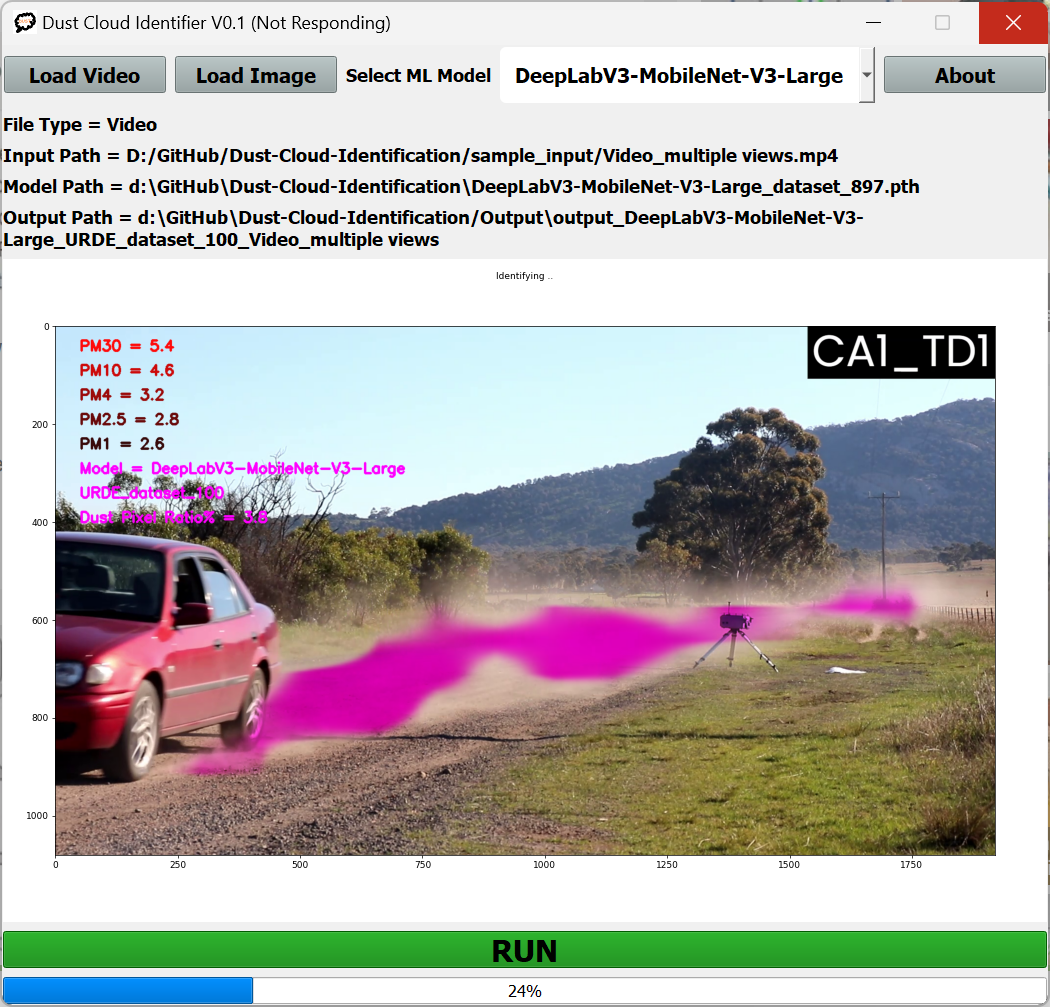 Dust Cloud Identifier V0.1 (Not Responding)
Load Video Load Image Select ML Model DeepLabV3-MobileNet-V3-Large About
File Type = Video
Input Path = D:/GitHub/Dust-Cloud-Identification/sample_input/Video_multiple views.mp4
Model Path = d:\GitHub\Dust-Cloud-Identification\DeepLabV3-MobileNet-V3-Large_dataset_897.pth
Output Path = d:\GitHub\Dust-Cloud-Identification/Output\output_DeepLabV3-MobileNet-V3-
Large_URDE_dataset_100_Video_multiple views
Identifying ..
0
PM30 = 5.4
CA1_TD1
PM10 = 4.6
PM4 = 3.2
PM2.5 = 2.8
200
PM1 = 2.6
Model = DeepLabV3-MobileNet-V3-Large
URDE_dataset_100
Dust Pixel Ratio% = 3.8
400
600
800
1000
0 250 500 750 1000 1250 1500 1750
RUN
24%